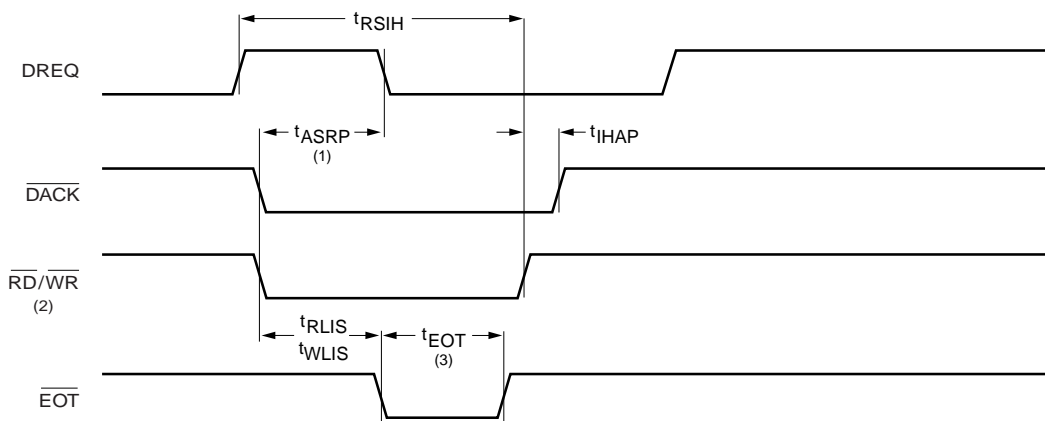 tRSIH
DREQ
tASRP
(1)
tIHAP
DACK
RD/WR
(2)
tRLIS
tWLIS
tEOT
(3)
EOT